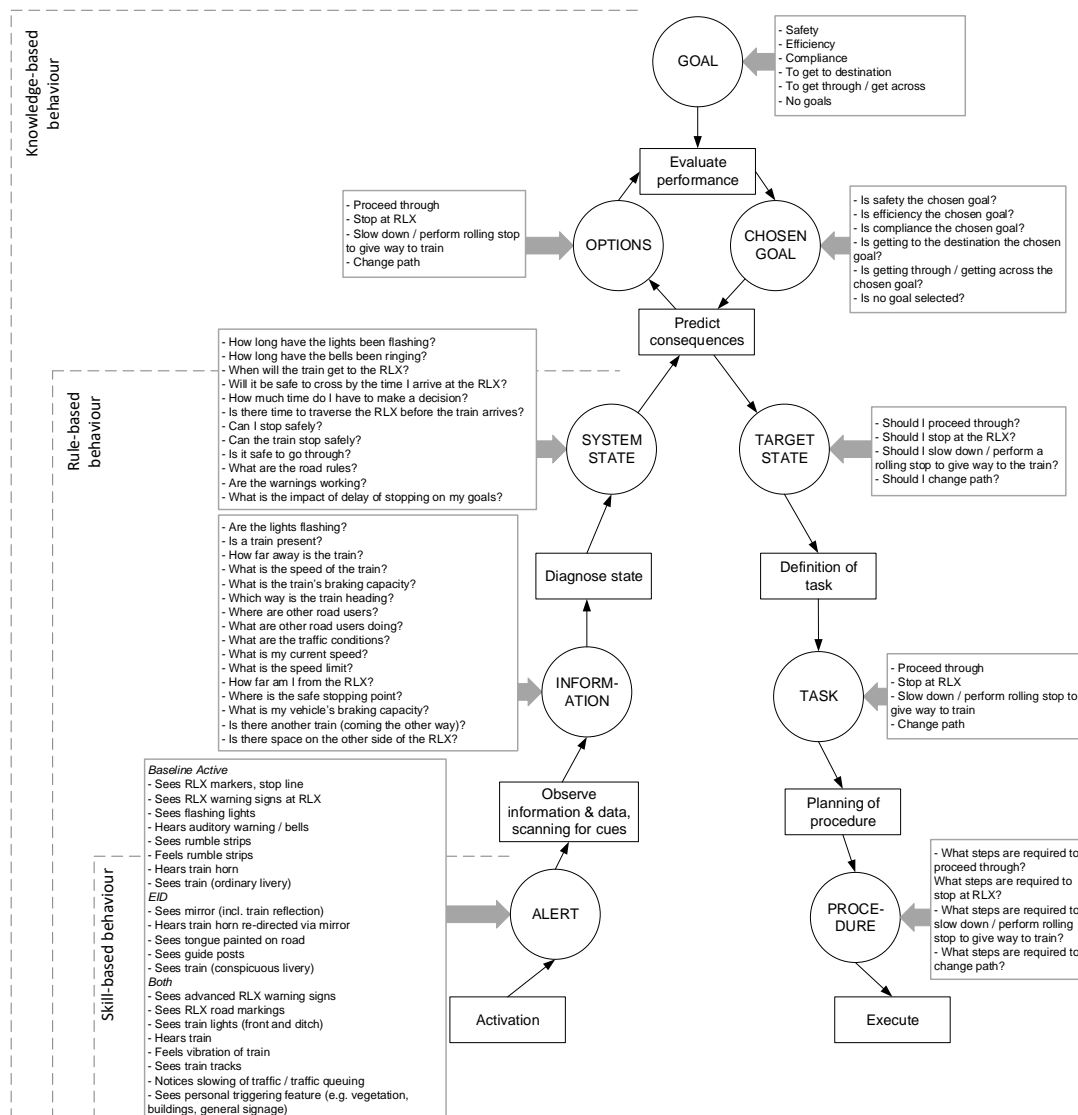 Knowledge-based
behaviour
GOAL
- Safety
- Efficiency
- Compliance
- To get to destination
- To get through / get across
- No goals
Evaluate
performance
- Proceed through
- Stop at RLX
- Slow down / perform rolling stop
to give way to train
- Change path
OPTIONS
CHOSEN
GOAL
- Is safety the chosen goal?
- Is efficiency the chosen goal?
- Is compliance the chosen goal?
- Is getting to the destination the chosen
goal?
- Is getting through / getting across the
chosen goal?
- Is no goal selected?
Predict
consequences
Rule-based
behaviour
- How long have the lights been flashing?
- How long have the bells been ringing?
- When will the train get to the RLX?
- Will it be safe to cross by the time I arrive at the RLX?
- How much time do I have to make a decision?
- Is there time to traverse the RLX before the train arrives?
- Can I stop safely?
- Can the train stop safely?
- Is it safe to go through?
- What are the road rules?
- Are the warnings working?
- What is the impact of delay of stopping on my goals?
SYSTEM
STATE
TARGET
STATE
- Should I proceed through?
- Should I stop at the RLX?
- Should I slow down / perform a
rolling stop to give way to the train?
- Should I change path?
- Are the lights flashing?
- Is a train present?
- How far away is the train?
- What is the speed of the train?
- What is the train's braking capacity?
- Which way is the train heading?
- Where are other road users?
- What are other road users doing?
- What are the traffic conditions?
- What is my current speed?
- What is the speed limit?
- How far am I from the RLX?
- Where is the safe stopping point?
- What is my vehicle's braking capacity?
- Is there another train (coming the other way)?
- Is there space on the other side of the RLX?
Diagnose state
Definition of
task
INFORM-
ATION
TASK
- Proceed through
- Stop at RLX
- Slow down / perform rolling stop to
give way to train
- Change path
Observe
information & data,
scanning for cues
Planning of
procedure
Skill-based behaviour
Baseline Active
- Sees RLX markers, stop line
- Sees RLX warning signs at RLX
- Sees flashing lights
- Hears auditory warning / bells
- Sees rumble strips
- Feels rumble strips
- Hears train horn
- Sees train (ordinary livery)
EID
- Sees mirror (incl. train reflection)
- Hears train horn re-directed via mirror
- Sees tongue painted on road
- Sees guide posts
- Sees train (conspicuous livery)
Both
- Sees advanced RLX warning signs
- Sees RLX road markings
- Sees train lights (front and ditch)
- Hears train
- Feels vibration of train
- Sees train tracks
- Notices slowing of traffic / traffic queuing
- Sees personal triggering feature (e.g. vegetation,
buildings, general signage)
ALERT
PROCE-
DURE
- What steps are required to
proceed through?
What steps are required to
stop at RLX?
- What steps are required to
slow down / perform rolling
stop to give way to train?
- What steps are required to
change path?
Activation
Execute